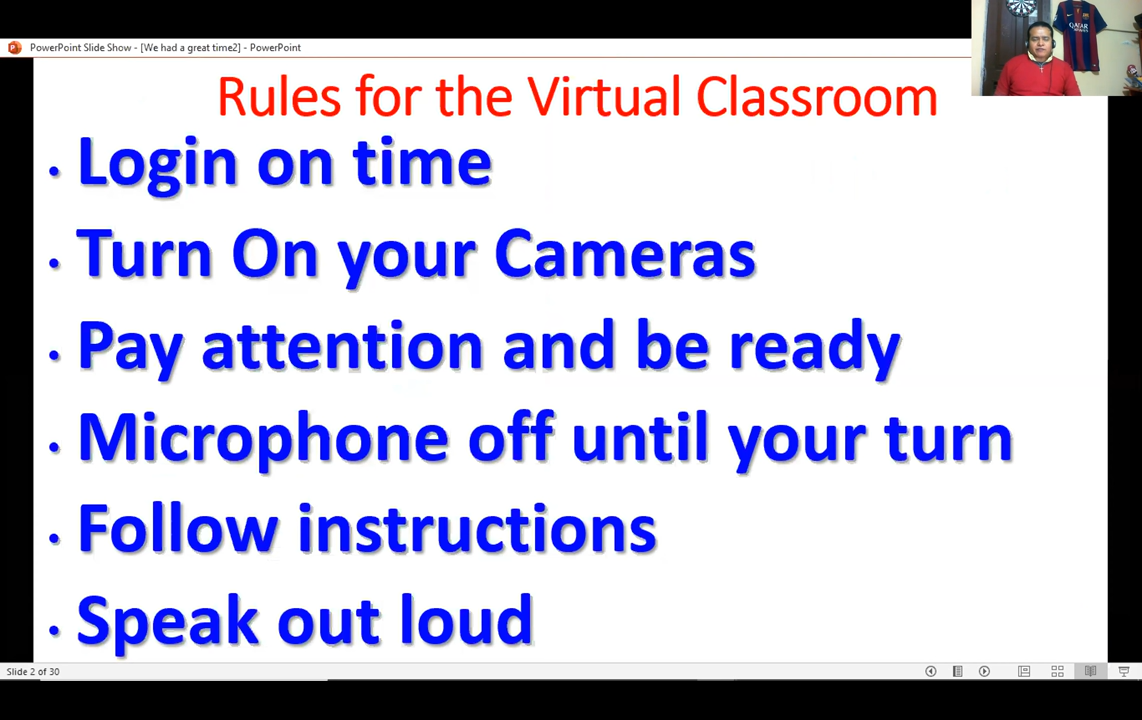 PowerPoint Slide Show - [We had a great time2] - PowerPoint
QATAR
Rules for the Virtual Classroom
• Login on time
• Turn On your Cameras
• Pay attention and be ready
• Microphone off until your turn
• Follow instructions
• Speak out loud
Slide 2 of 30